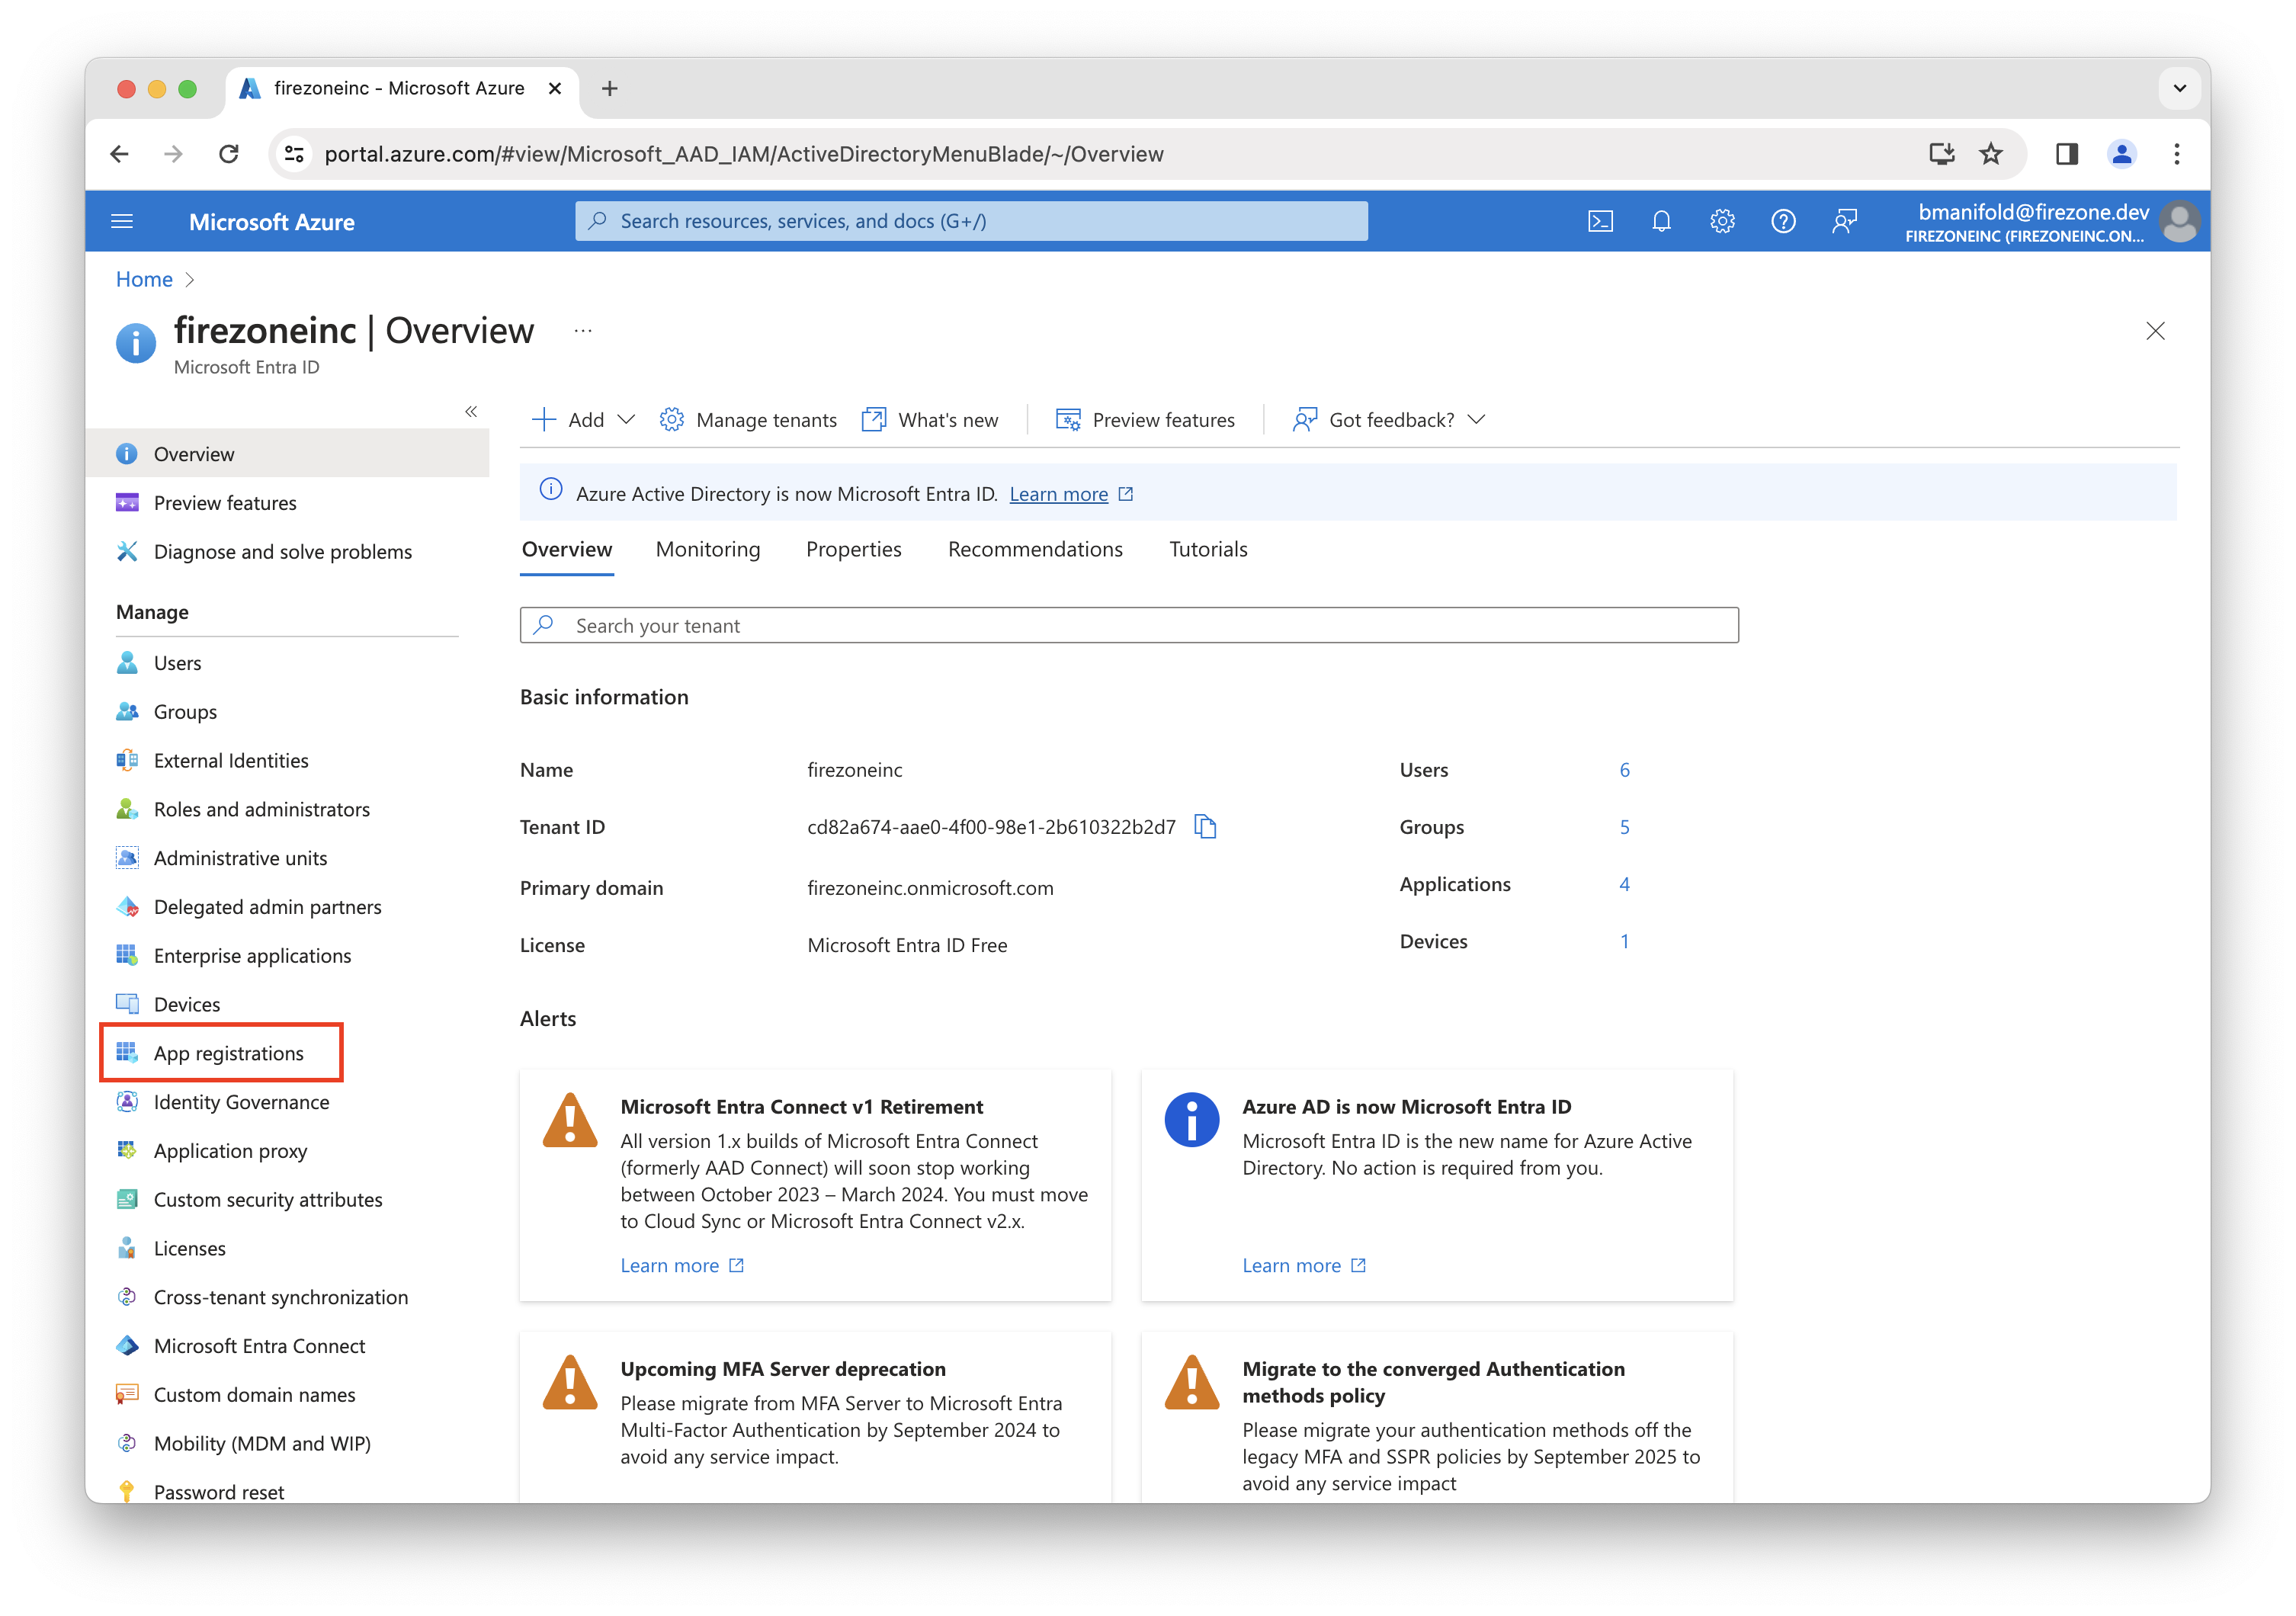 firezoneinc - Microsoft Azure
portal.azure.com/#view/Microsoft_AAD_IAM/ActiveDirectoryMenuBlade/~/Overview
Microsoft Azure
Search resources, services, and docs (G+/)
bmanifold@firezone.dev
FIREZONEINC (FIREZONEINC.ON...
Home
firezoneinc | Overview
Microsoft Entra ID
Overview
Preview features
Diagnose and solve problems
Manage
Users
Groups
External Identities
Roles and administrators
Administrative units
Delegated admin partners
Enterprise applications
Devices
App registrations
Identity Governance
Application proxy
Custom security attributes
Licenses
Cross-tenant synchronization
Microsoft Entra Connect
Custom domain names
Mobility (MDM and WIP)
Password reset
Add
Manage tenants
What's new
Preview features
Got feedback?
Azure Active Directory is now Microsoft Entra ID. Learn more
Overview Monitoring Properties Recommendations Tutorials
Search your tenant
Basic information
Name firezoneinc Users 6
Tenant ID cd82a674-aae0-4f00-98e1-2b610322b2d7 Groups 5
Primary domain firezoneinc.onmicrosoft.com Applications 4
License Microsoft Entra ID Free Devices 1
Alerts
Microsoft Entra Connect v1 Retirement
All version 1.x builds of Microsoft Entra Connect
(formerly AAD Connect) will soon stop working
between October 2023 – March 2024. You must move
to Cloud Sync or Microsoft Entra Connect v2.x.
Learn more
Azure AD is now Microsoft Entra ID
Microsoft Entra ID is the new name for Azure Active
Directory. No action is required from you.
Learn more
Upcoming MFA Server deprecation
Please migrate from MFA Server to Microsoft Entra
Multi-Factor Authentication by September 2024 to
avoid any service impact.
Migrate to the converged Authentication
methods policy
Please migrate your authentication methods off the
legacy MFA and SSPR policies by September 2025 to
avoid any service impact